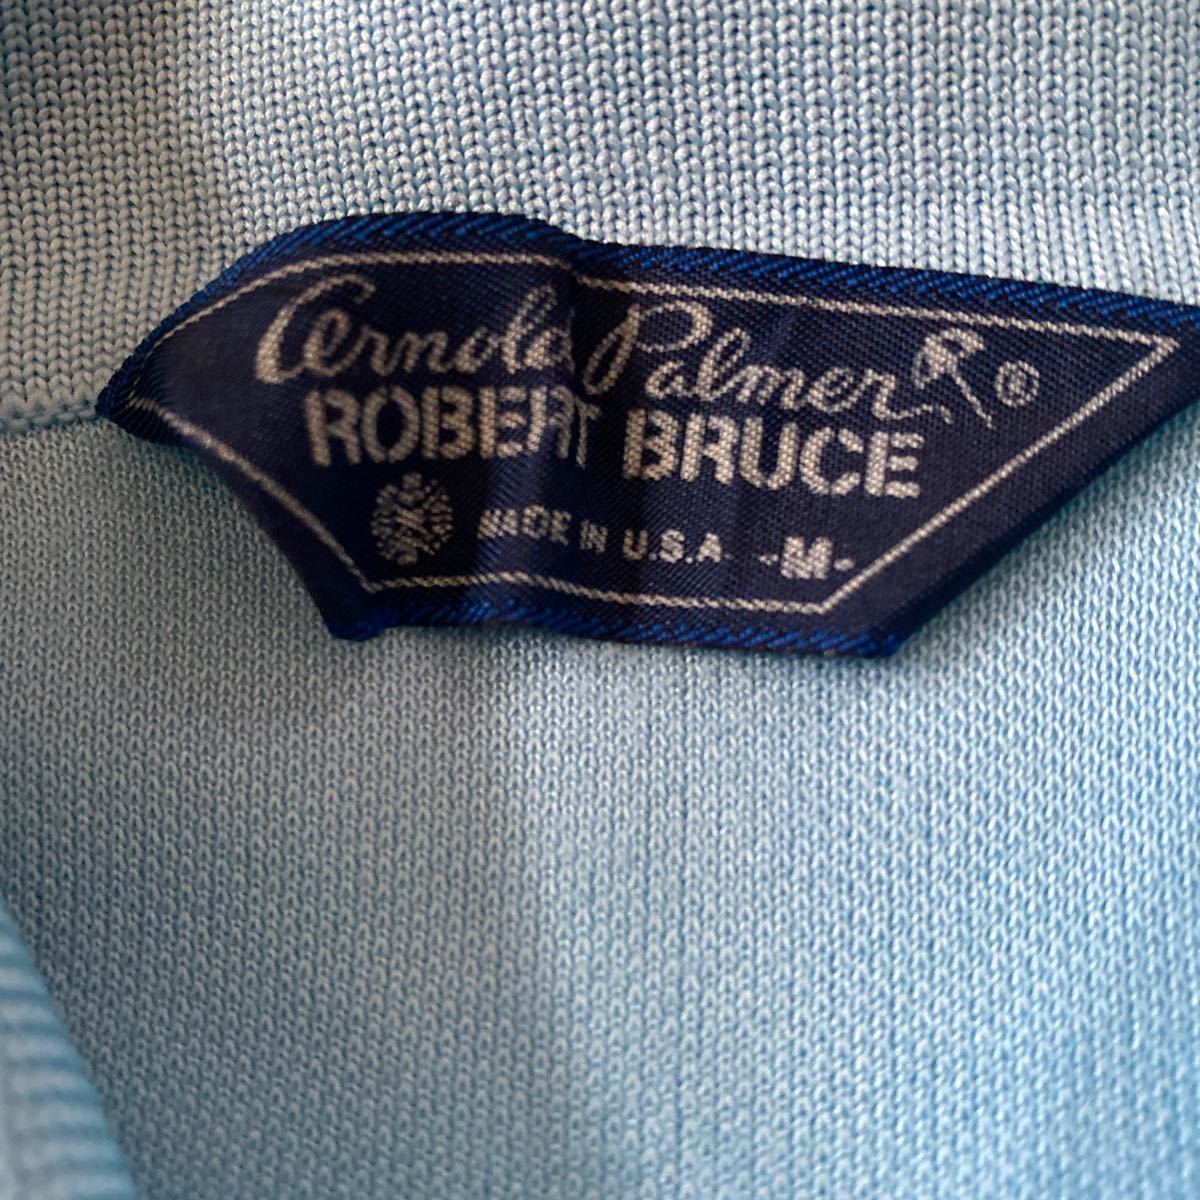 Arnold Palmer ®
ROBERT BRUCE
MADE IN U.S.A. -M-